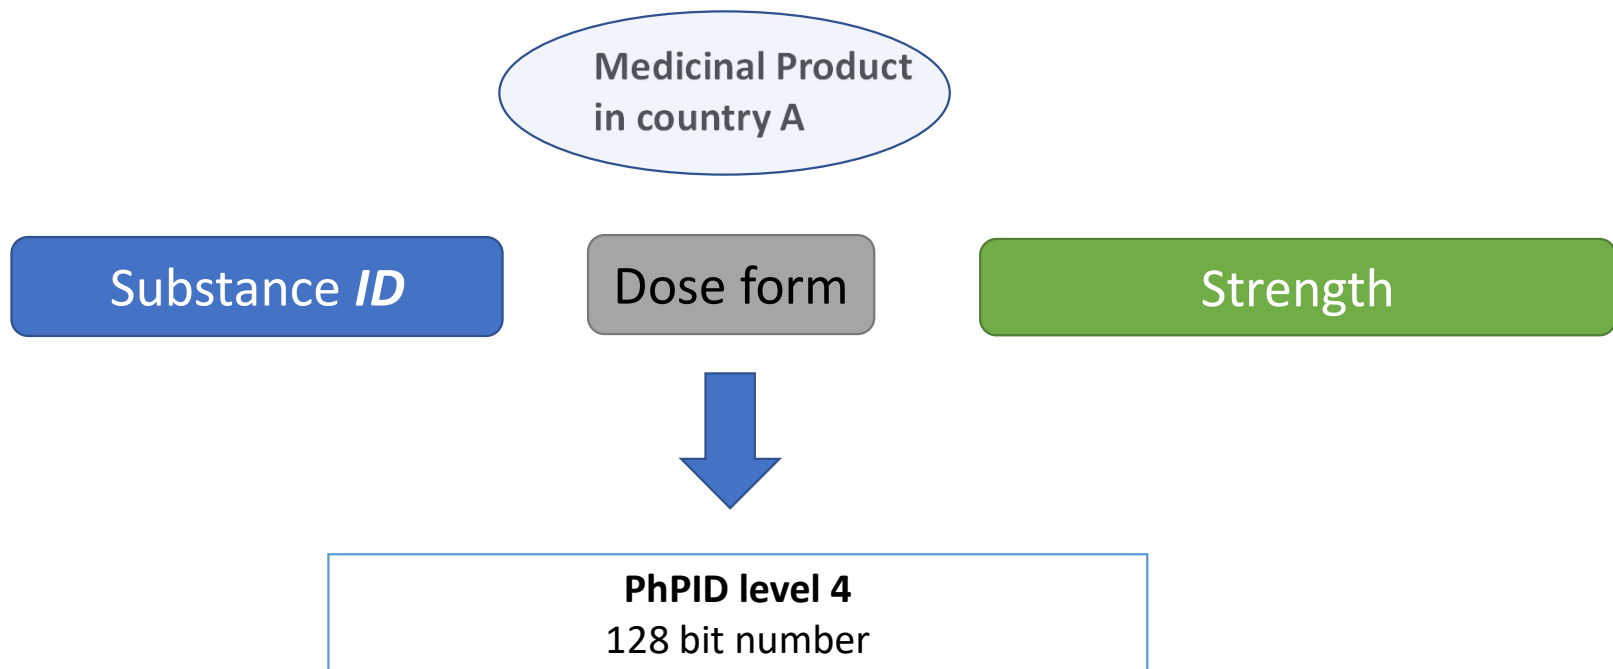 Medicinal Product
in country A
Substance ID
Dose form
Strength
PhPID level 4
128 bit number